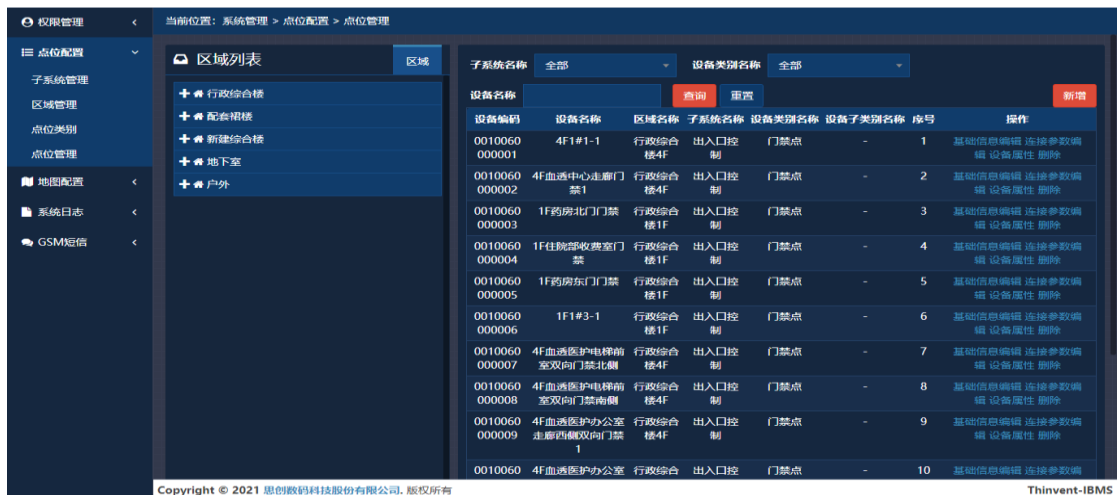 权限管理
当前位置：系统管理 > 点位配置 > 点位管理
点位配置
子系统管理
区域管理
点位类别
点位管理
地图配置
系统日志
GSM短信
区域列表
区域
行政综合楼
配套裙楼
新建综合楼
地下室
户外
子系统名称 全部 设备类别名称 全部
设备名称 查询 重置 新增
设备编码 设备名称 区域名称 子系统名称 设备类别名称 设备子类别名称 序号 操作
0010060 4F1#1-1 行政综合 出入口控 门禁点 - 1 基础信息编辑 连接参数编
000001 楼4F 制 辑 设备属性 删除
0010060 4F血透中心走廊门 行政综合 出入口控 门禁点 - 2 基础信息编辑 连接参数编
000002 禁1 楼4F 制 辑 设备属性 删除
0010060 1F药房北门门禁 行政综合 出入口控 门禁点 - 3 基础信息编辑 连接参数编
000003 楼1F 制 辑 设备属性 删除
0010060 1F住院部收费室门 行政综合 出入口控 门禁点 - 4 基础信息编辑 连接参数编
000004 禁 楼1F 制 辑 设备属性 删除
0010060 1F药房东门门禁 行政综合 出入口控 门禁点 - 5 基础信息编辑 连接参数编
000005 楼1F 制 辑 设备属性 删除
0010060 1F1#3-1 行政综合 出入口控 门禁点 - 6 基础信息编辑 连接参数编
000006 楼1F 制 辑 设备属性 删除
0010060 4F血透医护电梯前 行政综合 出入口控 门禁点 - 7 基础信息编辑 连接参数编
000007 室双向门禁北侧 楼4F 制 辑 设备属性 删除
0010060 4F血透医护电梯前 行政综合 出入口控 门禁点 - 8 基础信息编辑 连接参数编
000008 室双向门禁南侧 楼4F 制 辑 设备属性 删除
0010060 4F血透医护办公室 行政综合 出入口控 门禁点 - 9 基础信息编辑 连接参数编
000009 走廊西侧双向门禁 楼4F 制 辑 设备属性 删除
1
0010060 4F血透医护办公室 行政综合 出入口控 门禁点 - 10 基础信息编辑 连接参数编
Copyright © 2021 思创数码科技股份有限公司. 版权所有 Thinvent-IBMS